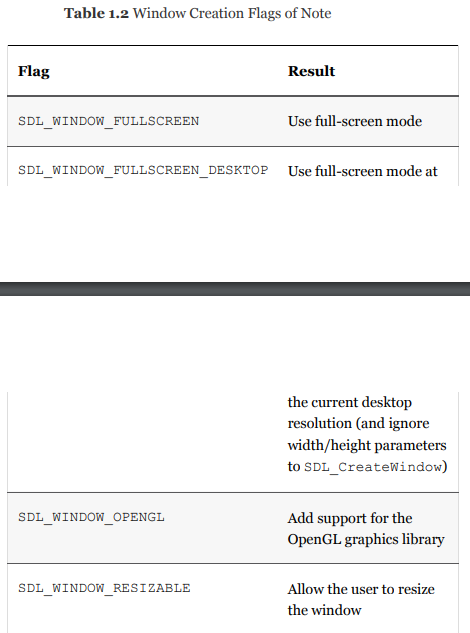 Table 1.2 Window Creation Flags of Note
Flag Result
SDL_WINDOW_FULLSCREEN Use full-screen mode
SDL_WINDOW_FULLSCREEN_DESKTOP Use full-screen mode at
the current desktop
resolution (and ignore
width/height parameters
to SDL_CreateWindow)
SDL_WINDOW_OPENGL Add support for the
OpenGL graphics library
SDL_WINDOW_RESIZABLE Allow the user to resize
the window